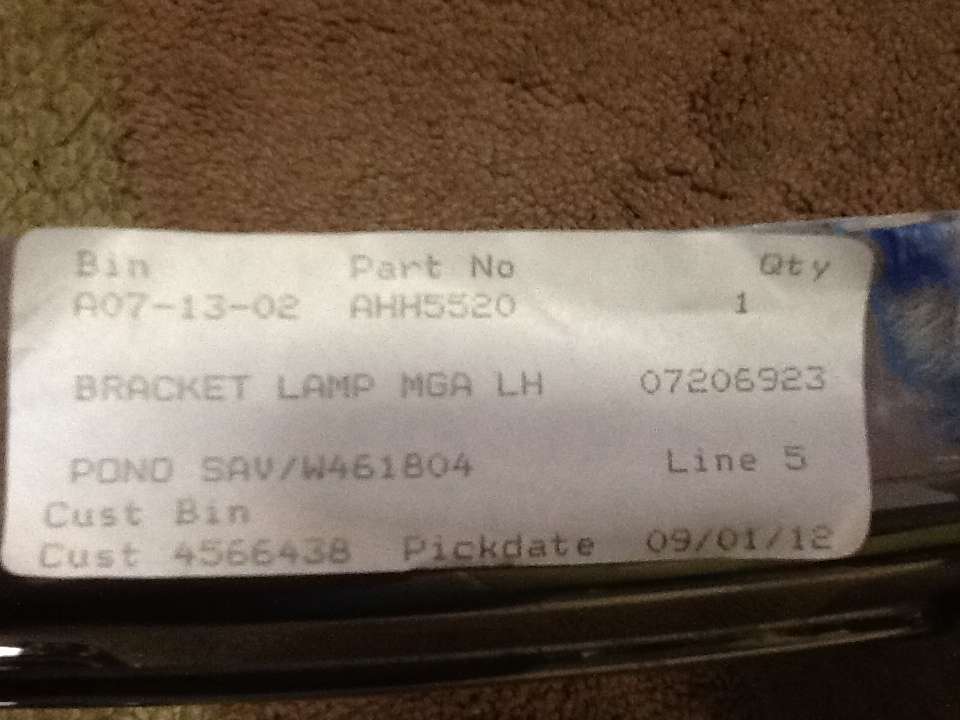 Bin Part No Qty
A07-13-02 AHH5520 1
BRACKET LAMP MGA LH 07206923
PONO SAV/W461804 Line 5
Cust Bin
Cust 4566438 Pickdate 09/01/12